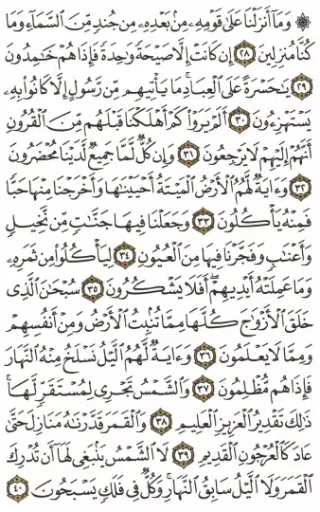 ۞ وَمَآ أَنزَلۡنَا عَلَىٰ قَوۡمِهِۦ مِنۢ بَعۡدِهِۦ مِن جُندٖ مِّنَ ٱلسَّمَآءِ وَمَا
كُنَّا مُنزِلِينَ ٢٨ إِن كَانَتۡ إِلَّا صَيۡحَةٗ وَٰحِدَةٗ فَإِذَا هُمۡ خَٰمِدُونَ
٢٩ يَٰحَسۡرَةً عَلَى ٱلۡعِبَادِۚ مَا يَأۡتِيهِم مِّن رَّسُولٍ إِلَّا كَانُواْ بِهِۦ
يَسۡتَهۡزِءُونَ ٣٠ أَلَمۡ يَرَوۡاْ كَمۡ أَهۡلَكۡنَا قَبۡلَهُم مِّنَ ٱلۡقُرُونِ
أَنَّهُمۡ إِلَيۡهِمۡ لَا يَرۡجِعُونَ ٣١ وَإِن كُلّٞ لَّمَّا جَمِيعٞ لَّدَيۡنَا مُحۡضَرُونَ
٣٢ وَءَايَةٞ لَّهُمُ ٱلۡأَرۡضُ ٱلۡمَيۡتَةُ أَحۡيَيۡنَٰهَا وَأَخۡرَجۡنَا مِنۡهَا حَبّٗا
فَمِنۡهُ يَأۡكُلُونَ ٣٣ وَجَعَلۡنَا فِيهَا جَنَّٰتٖ مِّن نَّخِيلٖ
وَأَعۡنَٰبٖ وَفَجَّرۡنَا فِيهَا مِنَ ٱلۡعُيُونِ ٣٤ لِيَأۡكُلُواْ مِن ثَمَرِهِۦ
وَمَا عَمِلَتۡهُ أَيۡدِيهِمۡۚ أَفَلَا يَشۡكُرُونَ ٣٥ سُبۡحَٰنَ ٱلَّذِي
خَلَقَ ٱلۡأَزۡوَٰجَ كُلَّهَا مِمَّا تُنۢبِتُ ٱلۡأَرۡضُ وَمِنۡ أَنفُسِهِمۡ
وَمِمَّا لَا يَعۡلَمُونَ ٣٦ وَءَايَةٞ لَّهُمُ ٱلَّيۡلُ نَسۡلَخُ مِنۡهُ ٱلنَّهَارَ
فَإِذَا هُم مُّظۡلِمُونَ ٣٧ وَٱلشَّمۡسُ تَجۡرِي لِمُسۡتَقَرّٖ لَّهَاۚ
ذَٰلِكَ تَقۡدِيرُ ٱلۡعَزِيزِ ٱلۡعَلِيمِ ٣٨ وَٱلۡقَمَرَ قَدَّرۡنَٰهُ مَنَازِلَ حَتَّىٰ
عَادَ كَٱلۡعُرۡجُونِ ٱلۡقَدِيمِ ٣٩ لَا ٱلشَّمۡسُ يَنۢبَغِي لَهَآ أَن تُدۡرِكَ
ٱلۡقَمَرَ وَلَا ٱلَّيۡلُ سَابِقُ ٱلنَّهَارِۚ وَكُلّٞ فِي فَلَكٖ يَسۡبَحُونَ ٤٠